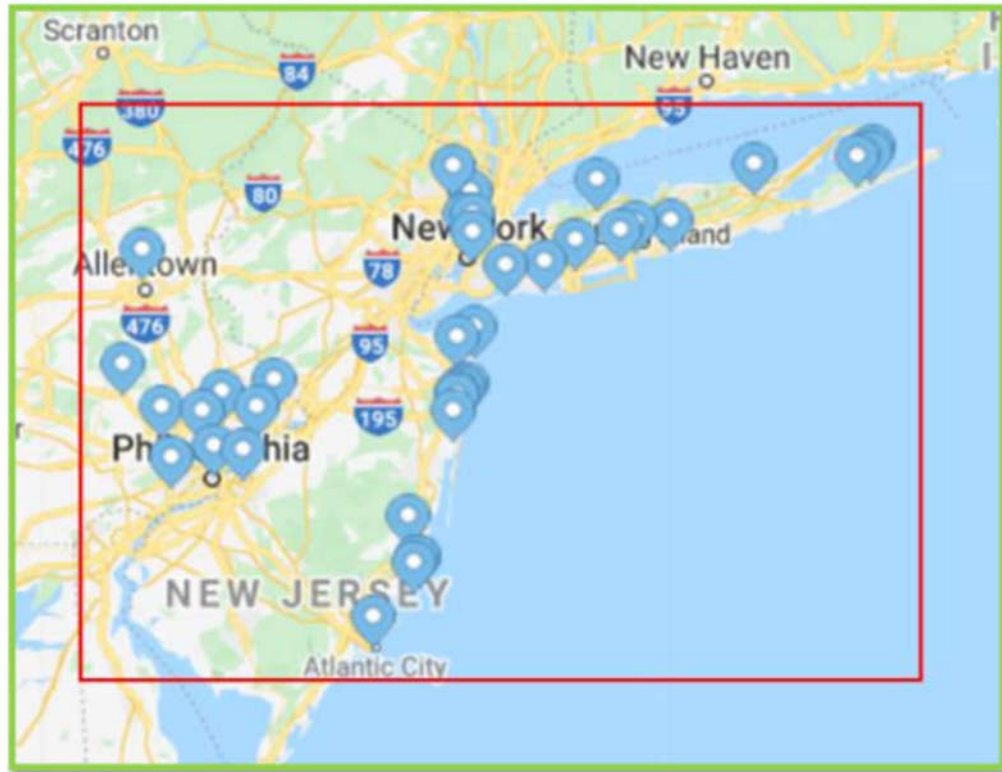 Scranton
84
New Haven
380
95
476
80
New York
Long Island
Allentown
78
476
95
195
Philadelphia
NEW JERSEY
Atlantic City